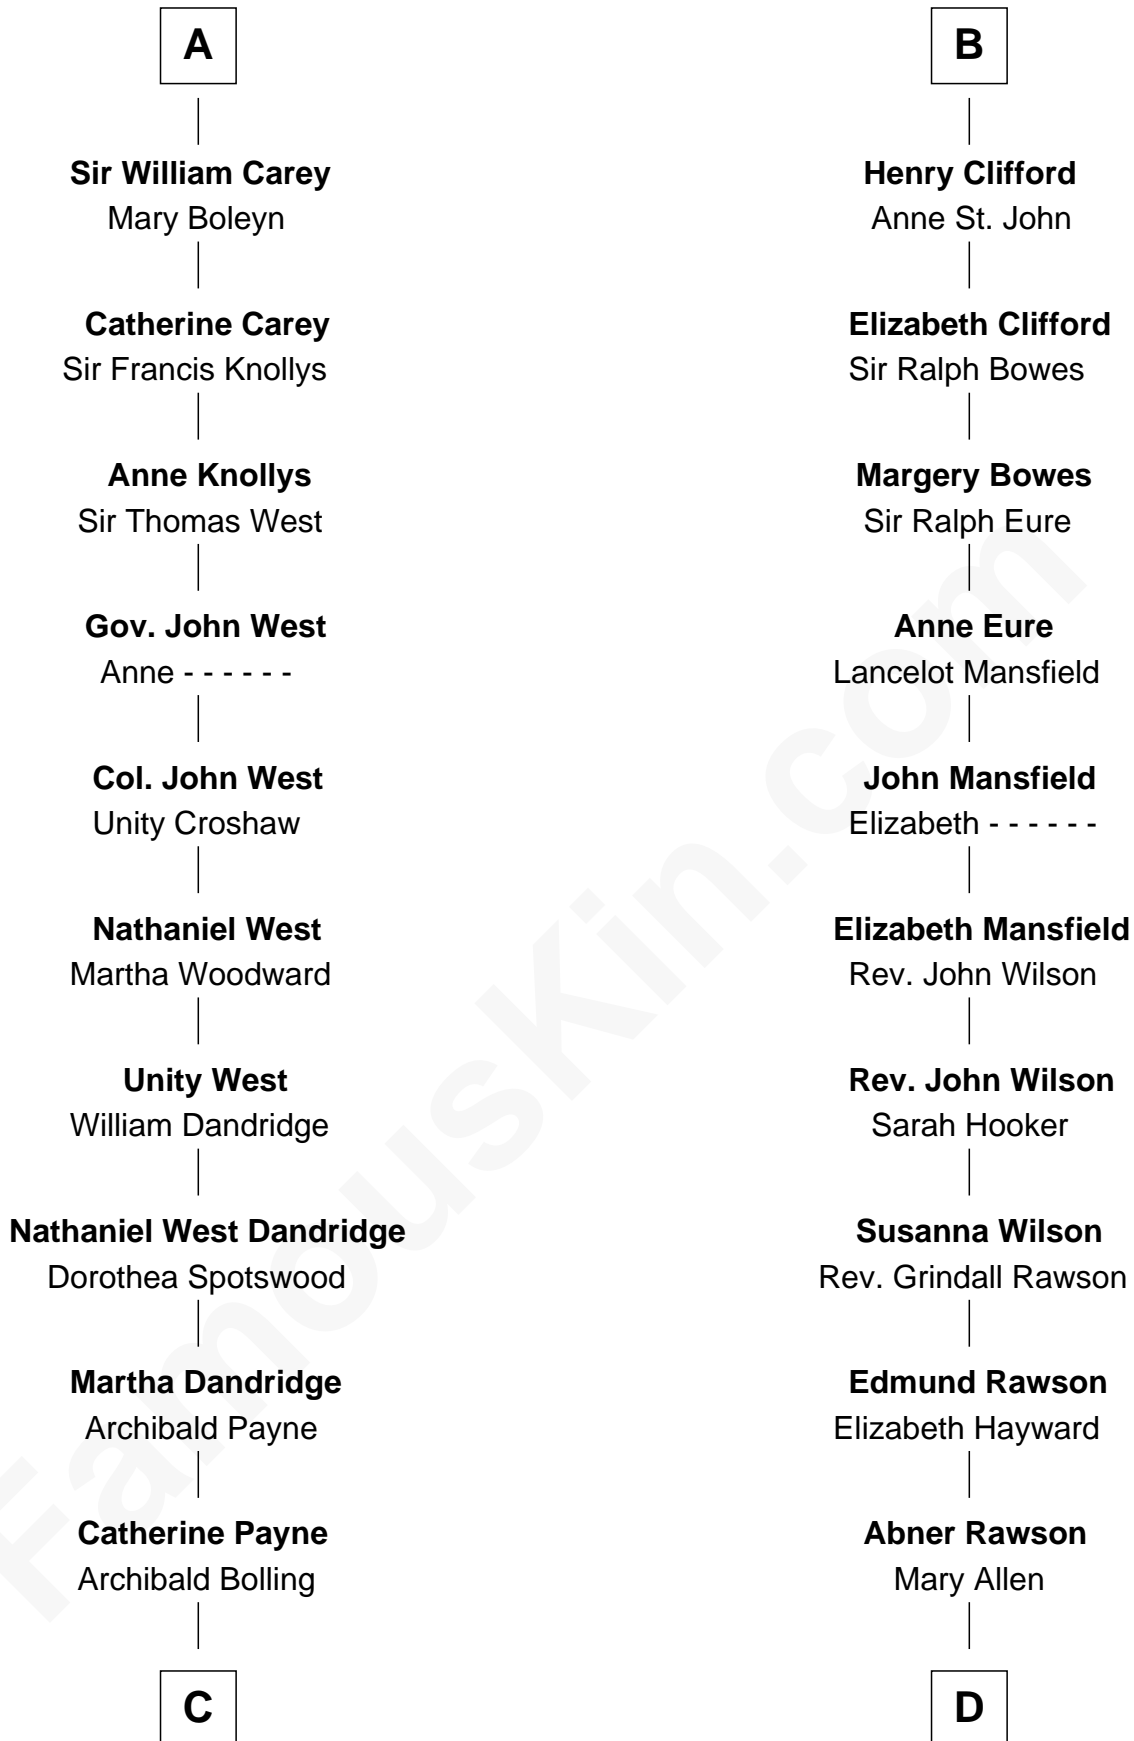 A
Sir William Carey
Mary Boleyn
Catherine Carey
Sir Francis Knollys
Anne Knollys
Sir Thomas West
Gov. John West
Anne - - - - - -
Col. John West
Unity Croshaw
Nathaniel West
Martha Woodward
Unity West
William Dandridge
Nathaniel West Dandridge
Dorothea Spotswood
Martha Dandridge
Archibald Payne
Catherine Payne
Archibald Bolling
C
B
Henry Clifford
Anne St. John
Elizabeth Clifford
Sir Ralph Bowes
Margery Bowes
Sir Ralph Eure
Anne Eure
Lancelot Mansfield
John Mansfield
Elizabeth - - - - - -
Elizabeth Mansfield
Rev. John Wilson
Rev. John Wilson
Sarah Hooker
Susanna Wilson
Rev. Grindall Rawson
Edmund Rawson
Elizabeth Hayward
Abner Rawson
Mary Allen
D
FamousKin.com